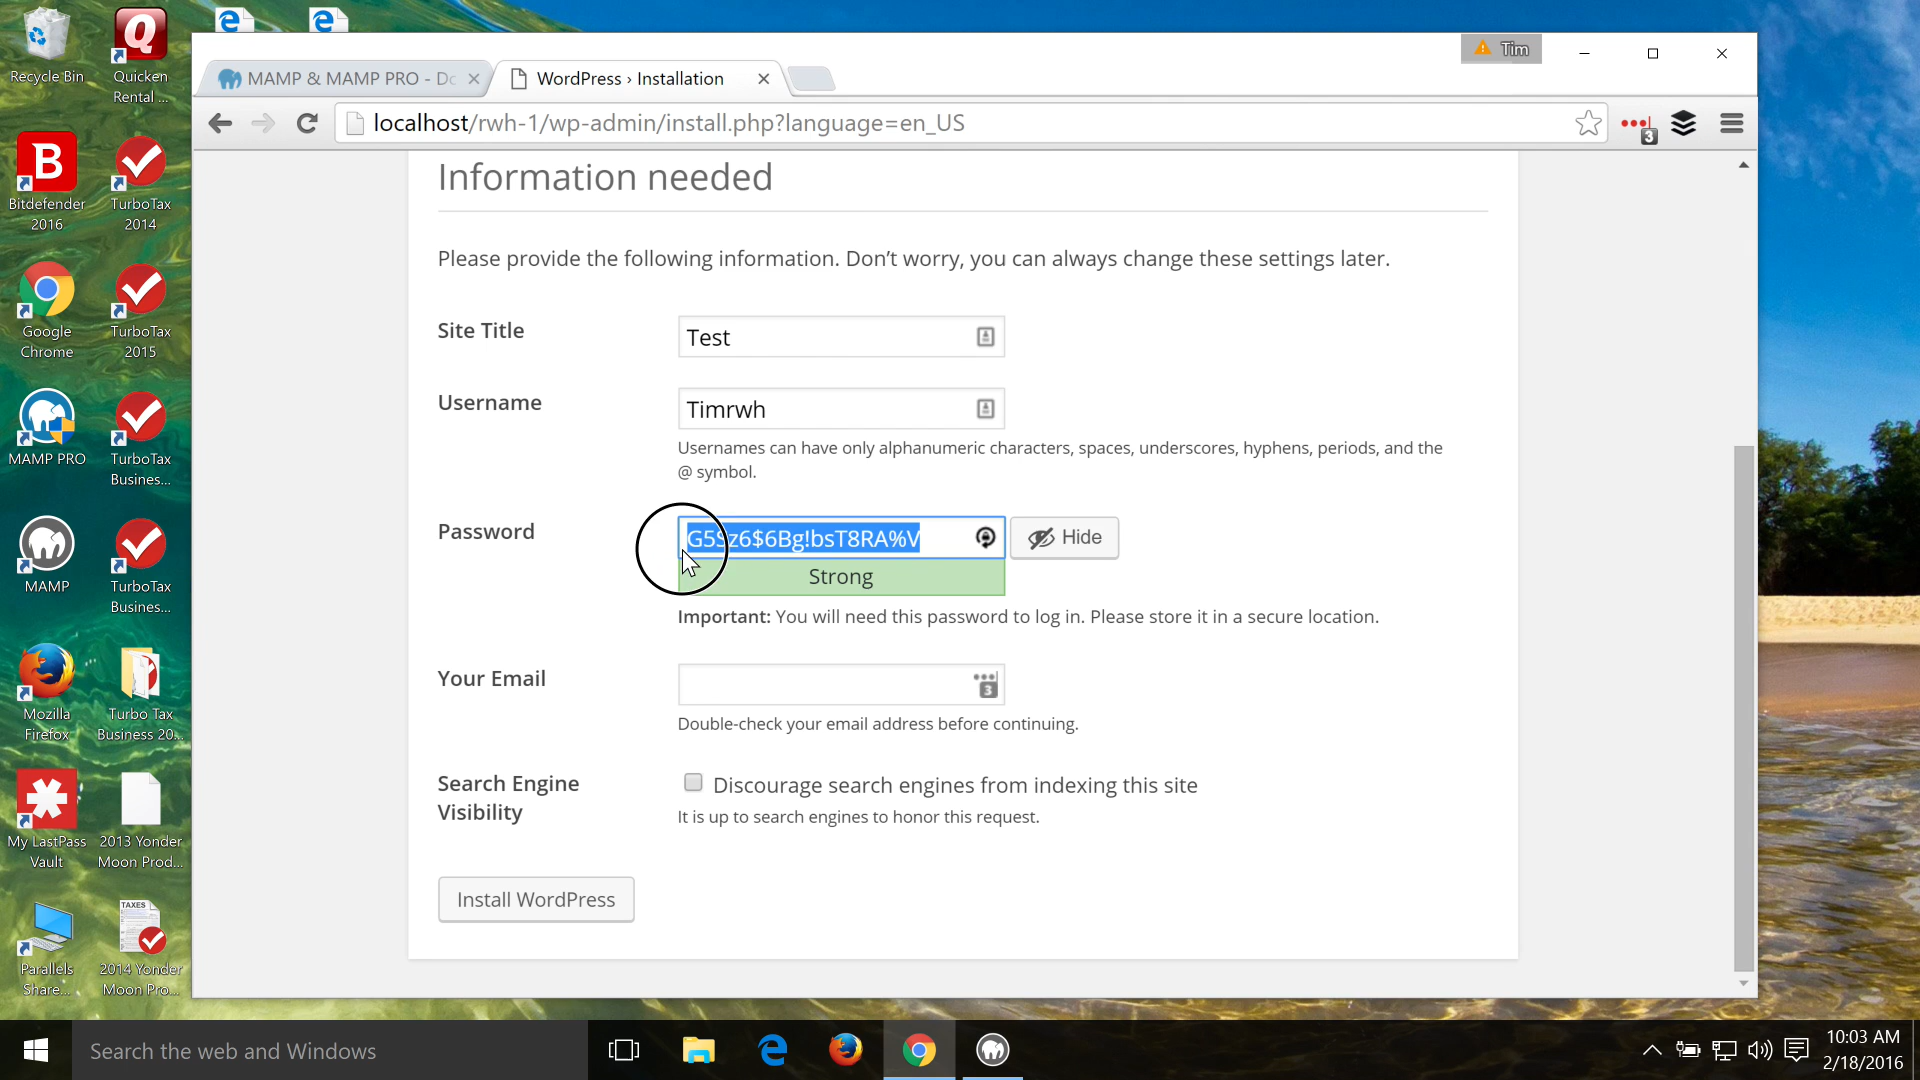 Recycle Bin
Quicken
Rental ...
Bitdefender
2016
TurboTax
2014
Google
Chrome
TurboTax
2015
MAMP PRO
TurboTax
Busines...
MAMP
TurboTax
Busines...
Mozilla
Firefox
Turbo Tax
Business 20...
My LastPass
Vault
2013 Yonder
Moon Prod...
TAXES
Parallels
Share...
2014 Yonder
Moon Pro...
Tim
MAMP & MAMP PRO - Do
WordPress › Installation
localhost/rwh-1/wp-admin/install.php?language=en_US
3
Information needed
Please provide the following information. Don’t worry, you can always change these settings later.
Site Title
Test
Username
Timrwh
Usernames can have only alphanumeric characters, spaces, underscores, hyphens, periods, and the
@ symbol.
Password
G5Sz6$6Bg!bsT8RA%V
Hide
Strong
Important: You will need this password to log in. Please store it in a secure location.
Your Email
3
Double-check your email address before continuing.
Search Engine
Visibility
Discourage search engines from indexing this site
It is up to search engines to honor this request.
Install WordPress
Search the web and Windows
10:03 AM
2/18/2016